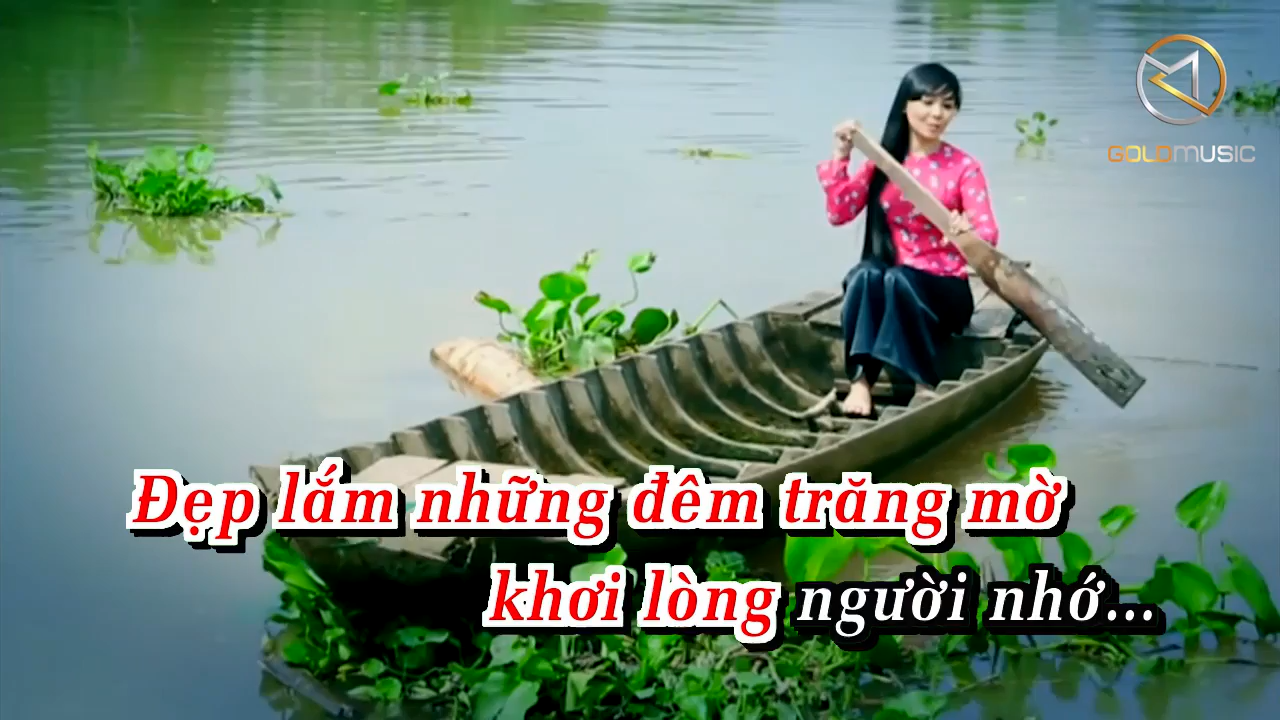 GOLDMUSIC
Đẹp lắm những đêm trăng mờ
khơi lòng người nhớ...